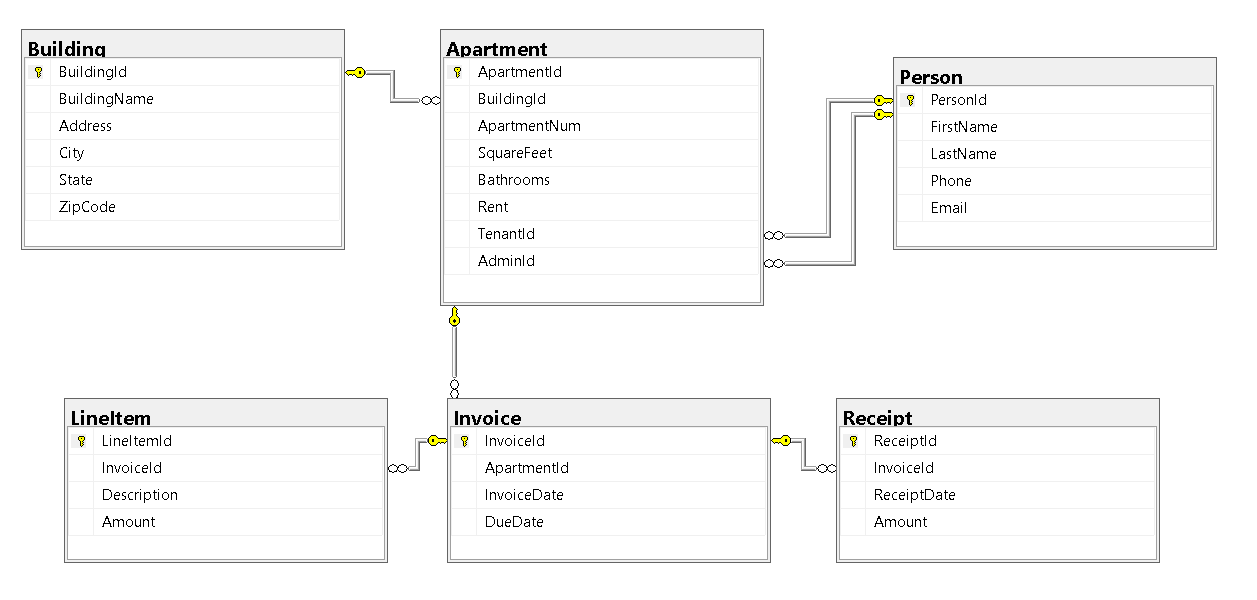 Building
BuildingId
BuildingName
Address
City
State
ZipCode
Apartment
ApartmentId
BuildingId
ApartmentNum
SquareFeet
Bathrooms
Rent
TenantId
AdminId
Person
PersonId
FirstName
LastName
Phone
Email
LineItem
LineItemId
InvoiceId
Description
Amount
Invoice
InvoiceId
ApartmentId
InvoiceDate
DueDate
Receipt
ReceiptId
InvoiceId
ReceiptDate
Amount